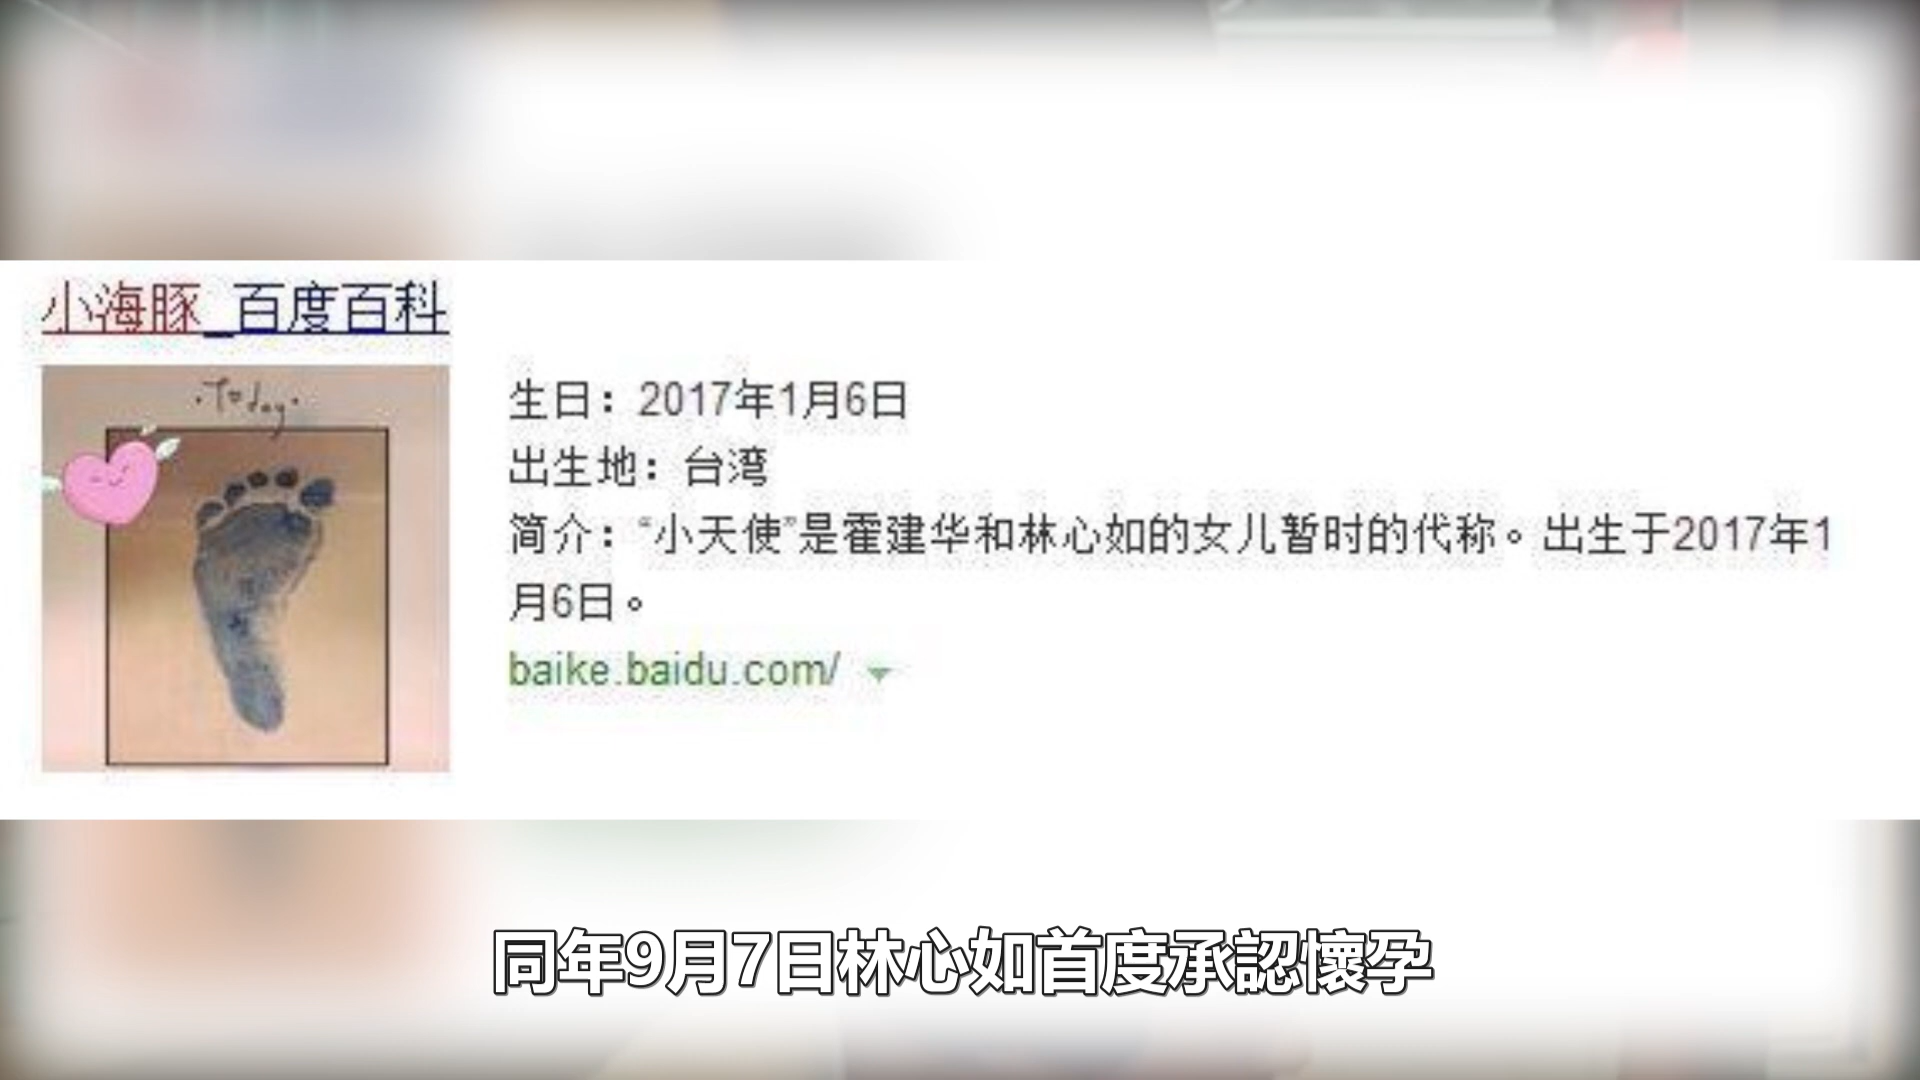 小海豚_百度百科
·Today·
生日：2017年1月6日
出生地：台湾
简介：“小天使”是霍建华和林心如的女儿暂时的代称。出生于2017年1
月6日。
baike.baidu.com/
同年9月7日林心如首度承認懷孕